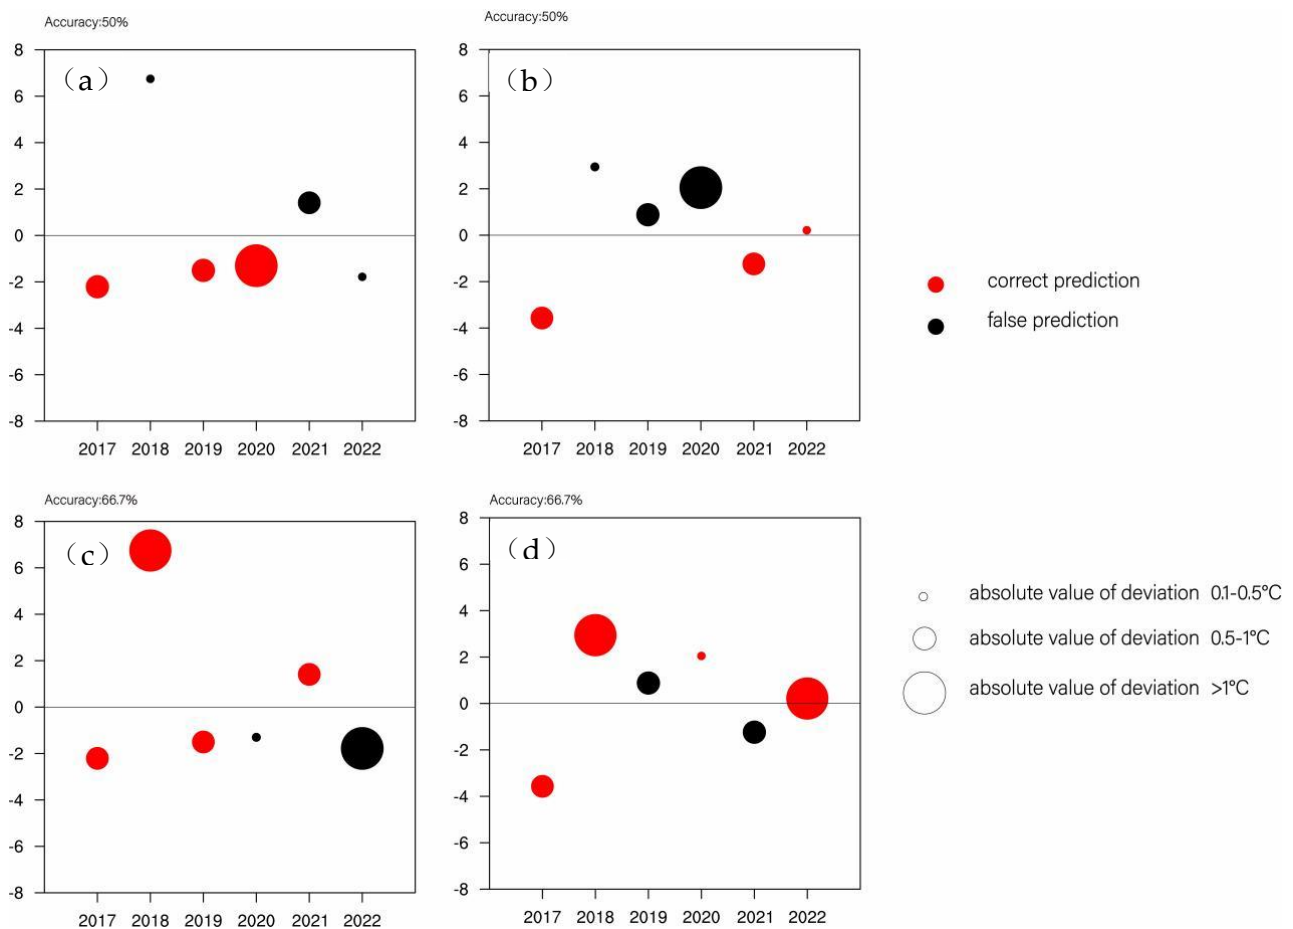 Accuracy:50%
8
6
4
2
0
-2
-4
-6
-8
（a）
2017 2018 2019 2020 2021 2022
Accuracy:50%
8
6
4
2
0
-2
-4
-6
-8
（b）
2017 2018 2019 2020 2021 2022
correct prediction
false prediction
Accuracy:66.7%
8
6
4
2
0
-2
-4
-6
-8
（c）
2017 2018 2019 2020 2021 2022
Accuracy:66.7%
8
6
4
2
0
-2
-4
-6
-8
（d）
2017 2018 2019 2020 2021 2022
absolute value of deviation 0.1-0.5°C
absolute value of deviation 0.5-1°C
absolute value of deviation >1°C